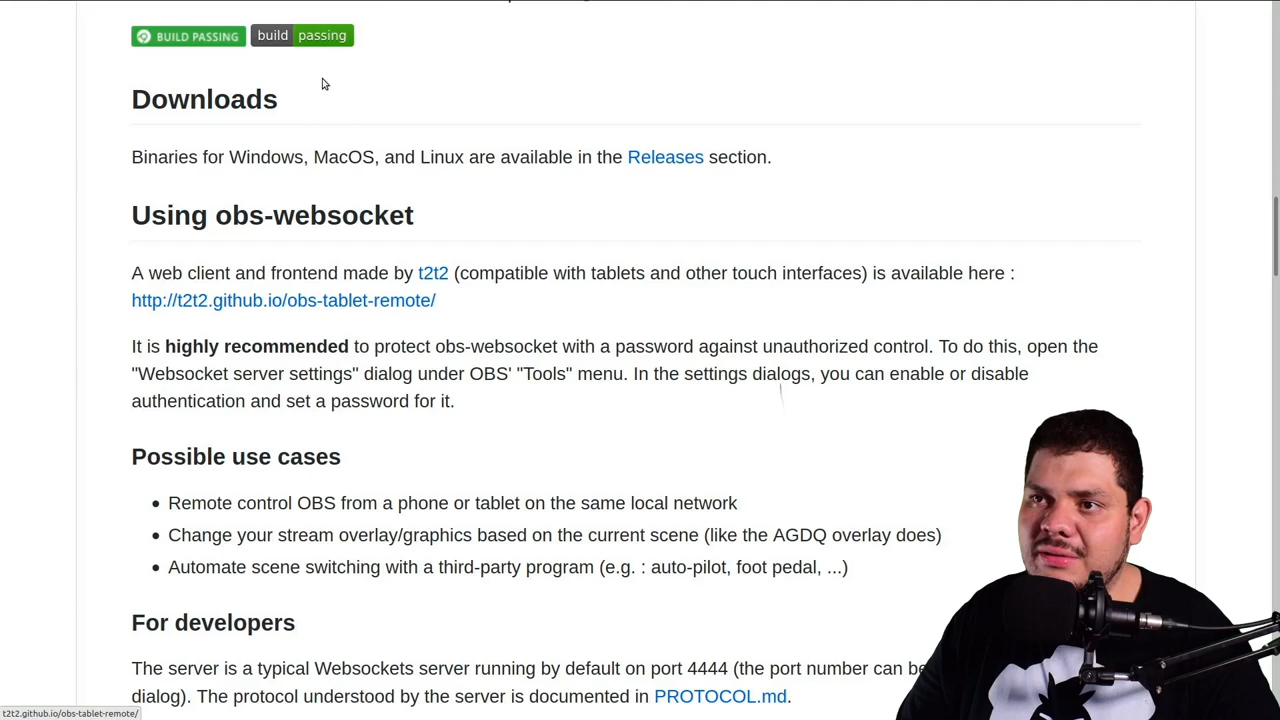 BUILD PASSING build passing
Downloads
Binaries for Windows, MacOS, and Linux are available in the Releases section.
Using obs-websocket
A web client and frontend made by t2t2 (compatible with tablets and other touch interfaces) is available here :
http://t2t2.github.io/obs-tablet-remote/
It is highly recommended to protect obs-websocket with a password against unauthorized control. To do this, open the
"Websocket server settings" dialog under OBS' "Tools" menu. In the settings dialogs, you can enable or disable
authentication and set a password for it.
Possible use cases
Remote control OBS from a phone or tablet on the same local network
Change your stream overlay/graphics based on the current scene (like the AGDQ overlay does)
Automate scene switching with a third-party program (e.g. : auto-pilot, foot pedal, ...)
For developers
The server is a typical Websockets server running by default on port 4444 (the port number can
dialog). The protocol understood by the server is documented in PROTOCOL.md.
t2t2.github.io/obs-tablet-remote/